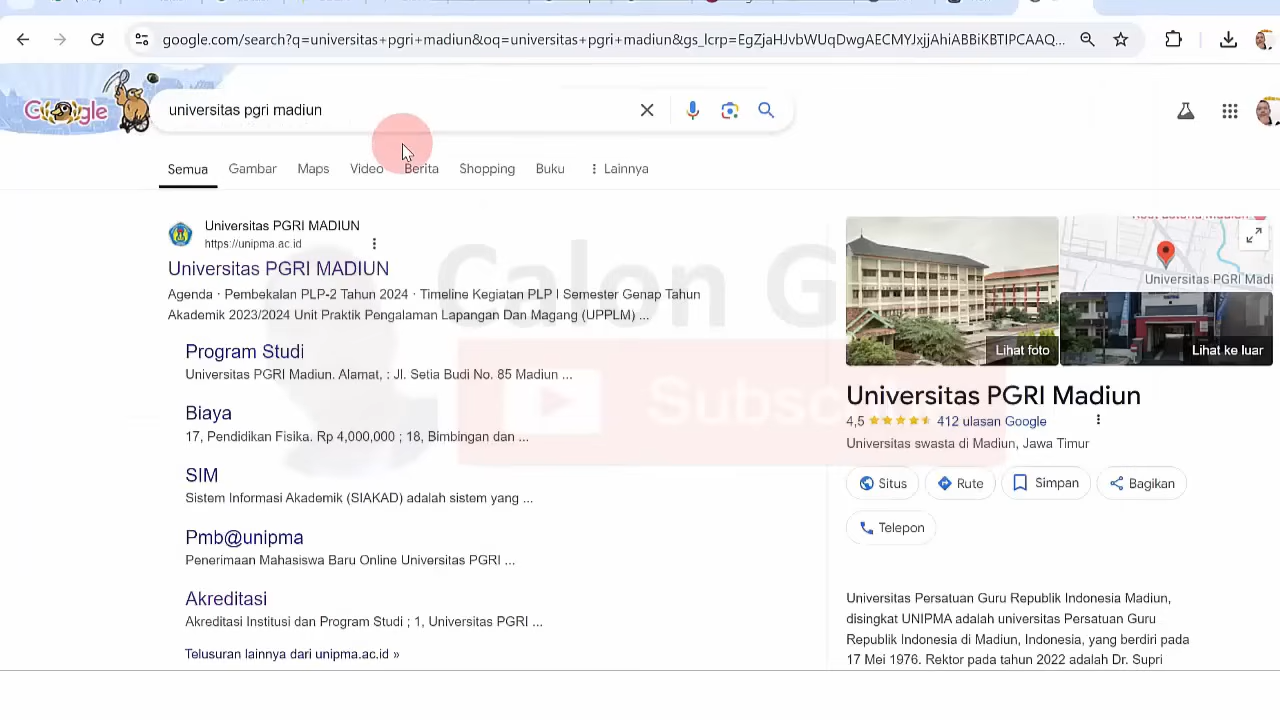 google.com/search?q=universitas+pgri+madiun&oq=universitas+pgri+madiun&gs_lcrp=EgZjaHJvbWUqDwgAECMYJxjjAhiABBiKBTIPCAAQ...
Google
universitas pgri madiun
Semua
Gambar
Maps
Video
Berita
Shopping
Buku
Lainnya
Universitas PGRI MADIUN
https://unipma.ac.id
Universitas PGRI MADIUN
Agenda · Pembekalan PLP-2 Tahun 2024 · Timeline Kegiatan PLP I Semester Genap Tahun
Akademik 2023/2024 Unit Praktik Pengalaman Lapangan Dan Magang (UPPLM) ...
Program Studi
Universitas PGRI Madiun. Alamat, : Jl. Setia Budi No. 85 Madiun ...
Biaya
17, Pendidikan Fisika. Rp 4,000,000 ; 18, Bimbingan dan ...
SIM
Sistem Informasi Akademik (SIAKAD) adalah sistem yang ...
Pmb@unipma
Penerimaan Mahasiswa Baru Online Universitas PGRI ...
Akreditasi
Akreditasi Institusi dan Program Studi ; 1, Universitas PGRI ...
Telusuran lainnya dari unipma.ac.id »
Calon G
Subsc
Universitas PGRI Madi
Lihat foto
Lihat ke luar
Universitas PGRI Madiun
4,5
412 ulasan Google
Universitas swasta di Madiun, Jawa Timur
Situs
Rute
Simpan
Bagikan
Telepon
Universitas Persatuan Guru Republik Indonesia Madiun,
disingkat UNIPMA adalah universitas Persatuan Guru
Republik Indonesia di Madiun, Indonesia, yang berdiri pada
17 Mei 1976. Rektor pada tahun 2022 adalah Dr. Supri